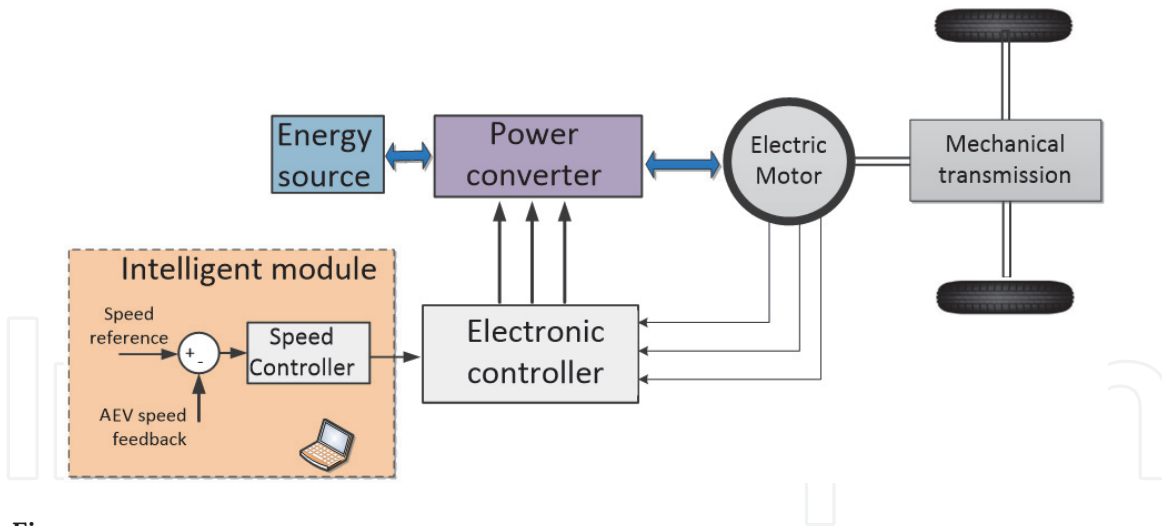 Energy
source
Power
converter
Electric
Motor
Mechanical
transmission
Intelligent module
Speed
reference
+
-
Speed
Controller
AEV speed
feedback
Electronic
controller